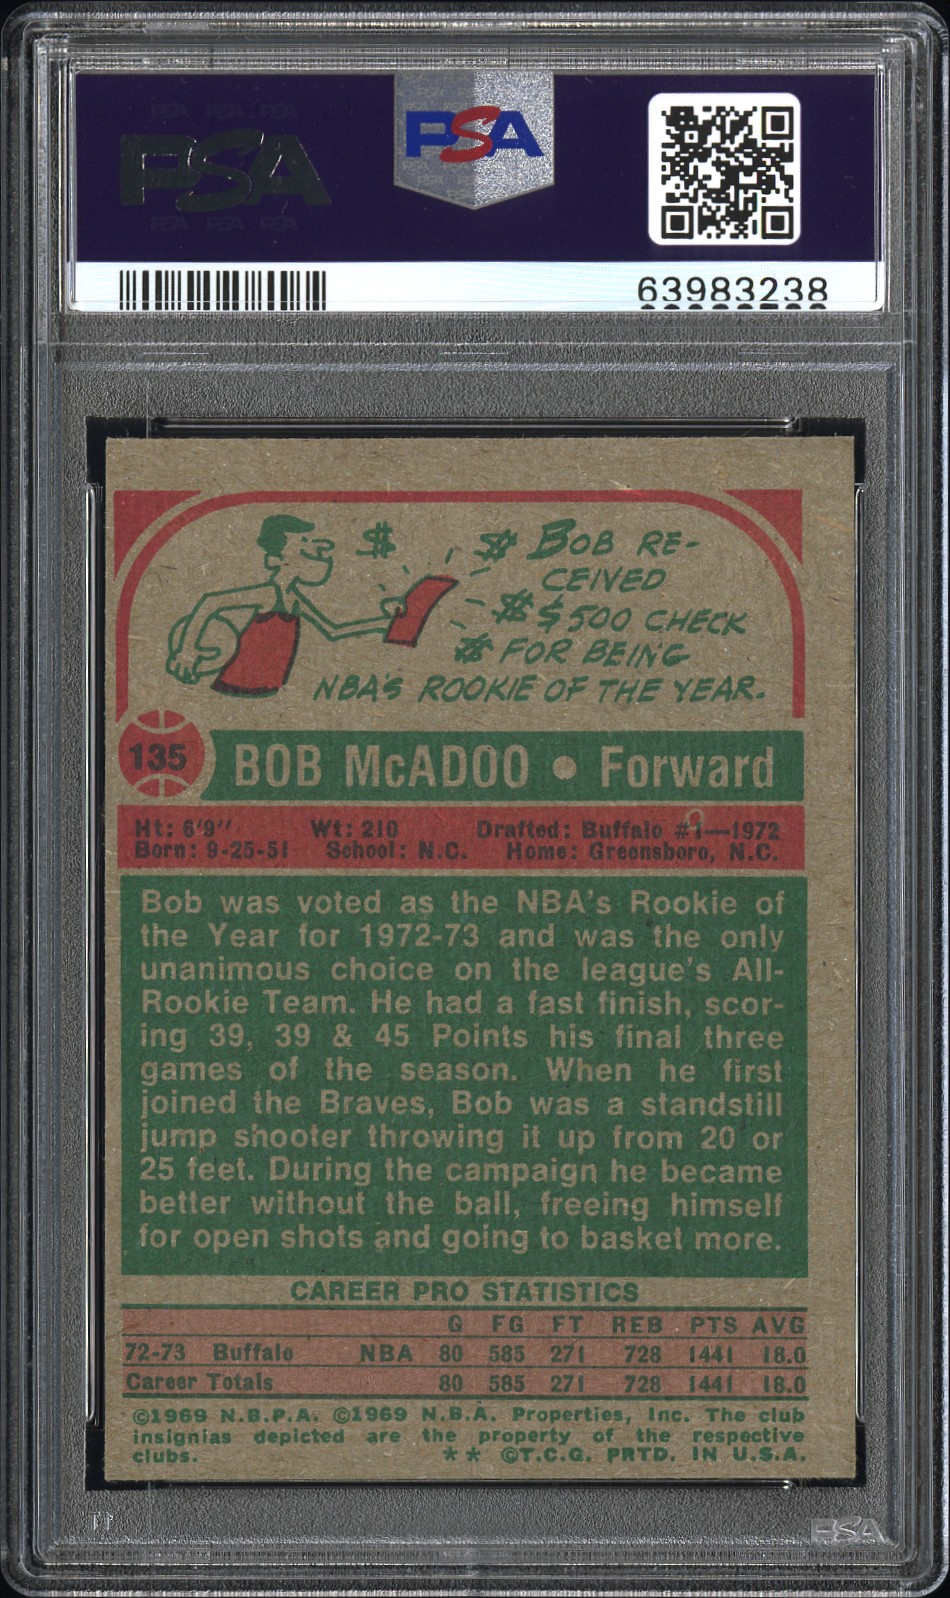 PSA PSA PSA
PSA
PSA PSA PSA
PSA
63983238
$ $ BOB RE-
CEIVED
$ $500 CHECK
$ FOR BEING
NBA'S ROOKIE OF THE YEAR.
135 BOB McADOO • Forward
Ht: 6'9" Wt: 210 Drafted: Buffalo #1—1972
Born: 9-25-51 School: N.C. Home: Greensboro, N.C.
Bob was voted as the NBA's Rookie of
the Year for 1972-73 and was the only
unanimous choice on the league's All-
Rookie Team. He had a fast finish, scor-
ing 39, 39 & 45 Points his final three
games of the season. When he first
joined the Braves, Bob was a standstill
jump shooter throwing it up from 20 or
25 feet. During the campaign he became
better without the ball, freeing himself
for open shots and going to basket more.
CAREER PRO STATISTICS
G FG FT REB PTS AVG
72-73 Buffalo NBA 80 585 271 728 1441 18.0
Career Totals 80 585 271 728 1441 18.0
©1969 N.B.P.A. ©1969 N.B.A. Properties, Inc. The club
insignias depicted are the property of the respective
clubs. ** ©T.C.G. PRTD. IN U.S.A.
PSA